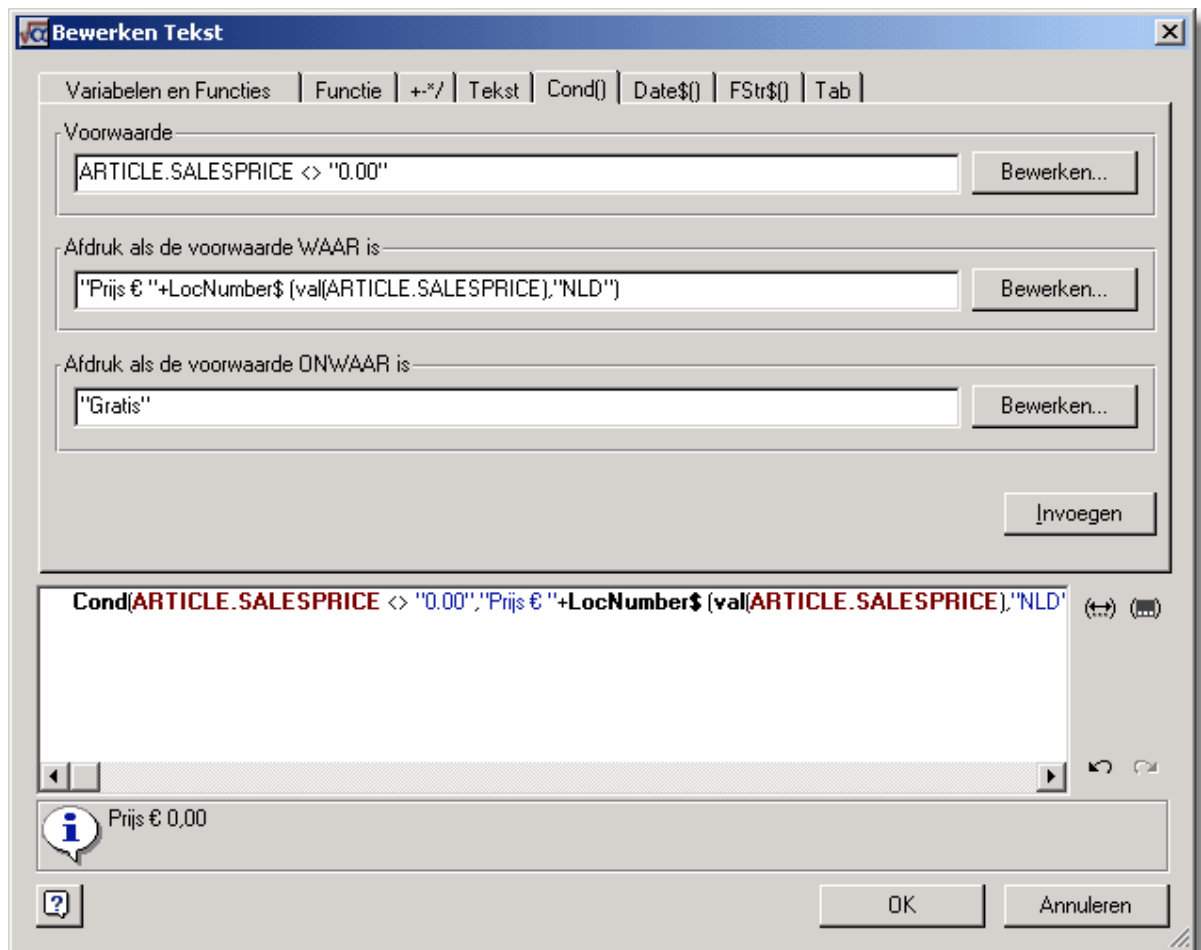 Bewerken Tekst
Variabelen en Functies Functie +-*/ Tekst Cond() Date$() FStr$() Tab
Voorwaarde
ARTICLE.SALESPRICE <> "0.00" Bewerken...
Afdruk als de voorwaarde WAAR is
"Prijs € "+LocNumber$ (val(ARTICLE.SALESPRICE),"NLD") Bewerken...
Afdruk als de voorwaarde ONWAAR is
"Gratis" Bewerken...
Invoegen
Cond(ARTICLE.SALESPRICE <> "0.00","Prijs € "+LocNumber$ (val(ARTICLE.SALESPRICE),"NLD"
Prijs € 0,00
OK Annuleren